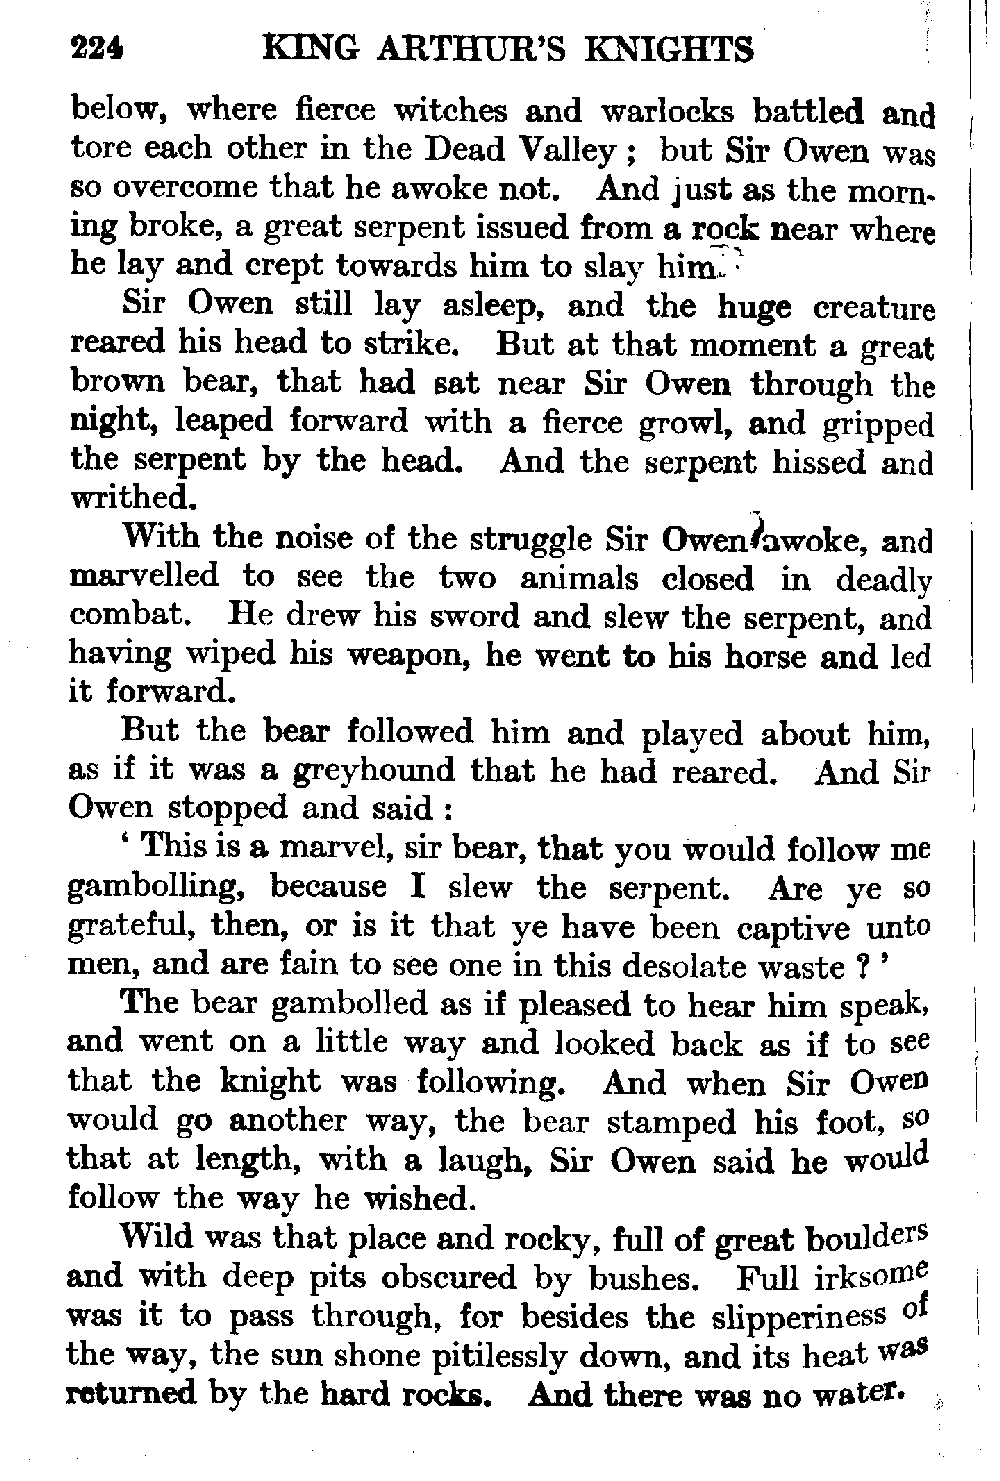 224 KING ARTHUR'S KNIGHTS
below, where fierce witches and warlocks battled and
tore each other in the Dead Valley ; but Sir Owen was
so overcome that he awoke not. And just as the morn-
ing broke, a great serpent issued from a rock near where
he lay and crept towards him to slay him.
Sir Owen still lay asleep, and the huge creature
reared his head to strike. But at that moment a great
brown bear, that had sat near Sir Owen through the
night, leaped forward with a fierce growl, and gripped
the serpent by the head. And the serpent hissed and
writhed.
With the noise of the struggle Sir Owen awoke, and
marvelled to see the two animals closed in deadly
combat. He drew his sword and slew the serpent, and
having wiped his weapon, he went to his horse and led
it forward.
But the bear followed him and played about him,
as if it was a greyhound that he had reared. And Sir
Owen stopped and said :
‘ This is a marvel, sir bear, that you would follow me
gambolling, because I slew the serpent. Are ye so
grateful, then, or is it that ye have been captive unto
men, and are fain to see one in this desolate waste ? ’
The bear gambolled as if pleased to hear him speak,
and went on a little way and looked back as if to see
that the knight was following. And when Sir Owen
would go another way, the bear stamped his foot, so
that at length, with a laugh, Sir Owen said he would
follow the way he wished.
Wild was that place and rocky, full of great boulders
and with deep pits obscured by bushes. Full irksome
was it to pass through, for besides the slipperiness of
the way, the sun shone pitilessly down, and its heat was
returned by the hard rocks. And there was no water.